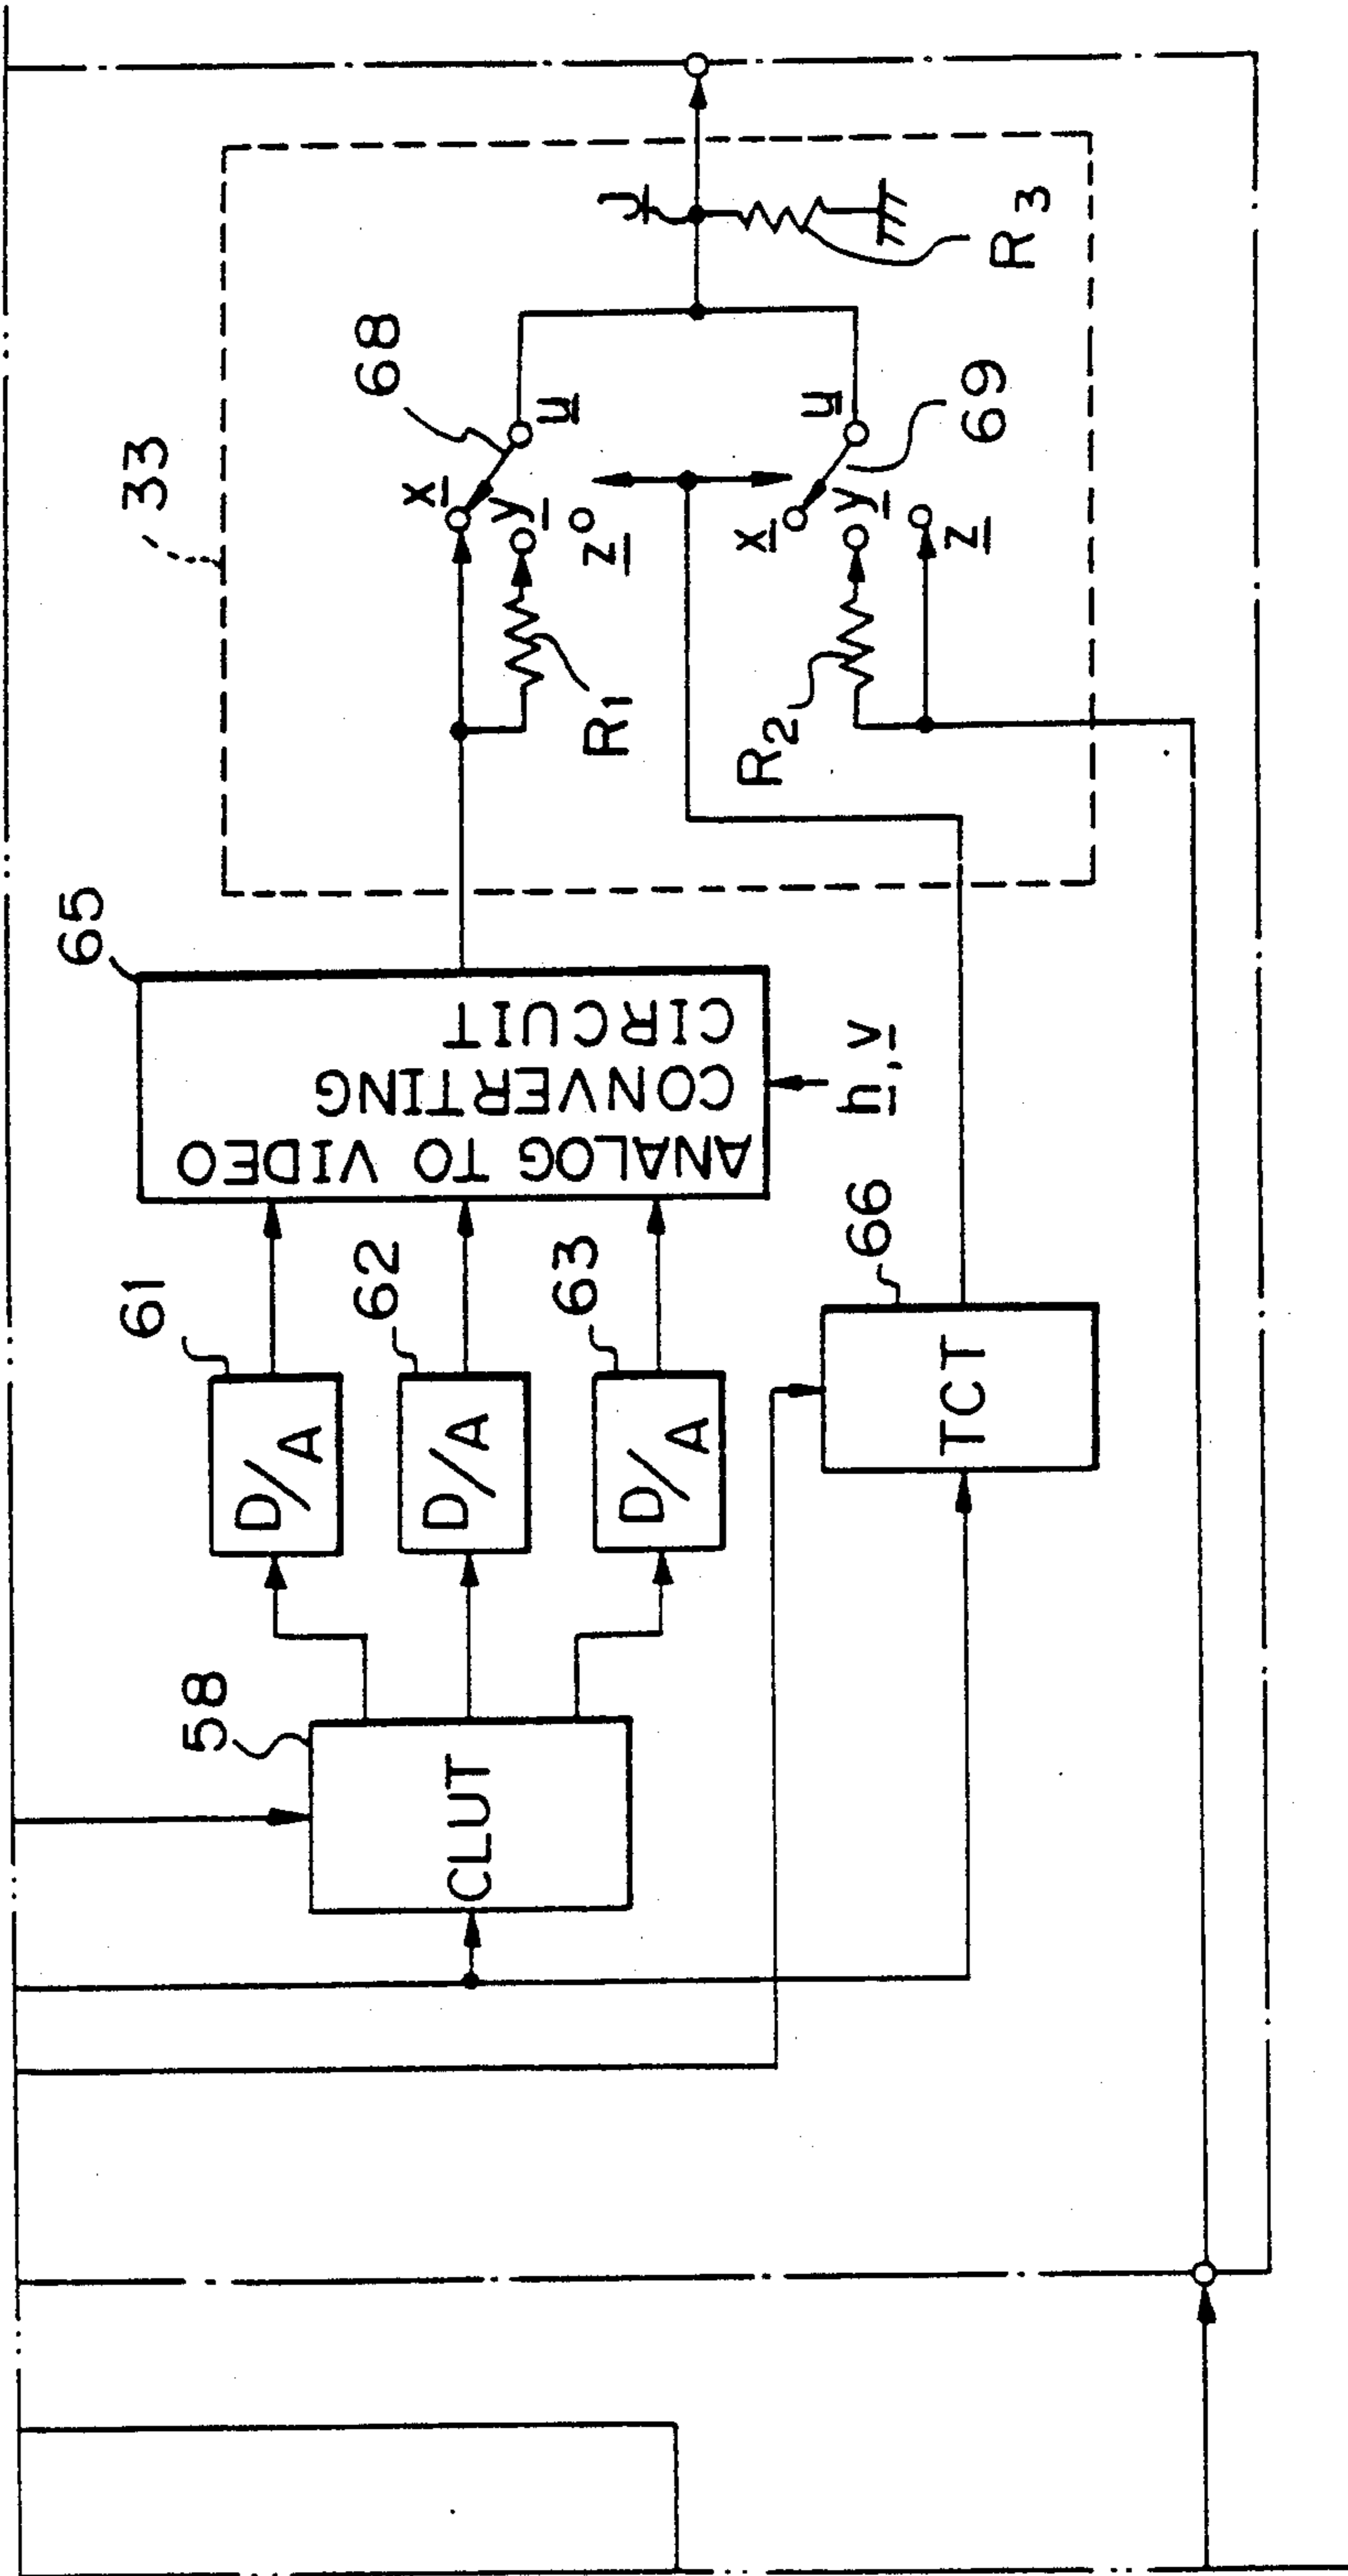 33
68
x
y
z
u
J
R1
R2
x
y
z
u
69
R3
65
ANALOG TO VIDEO
CONVERTING
CIRCUIT
h, v
61
D/A
62
D/A
63
D/A
66
TCT
58
CLUT